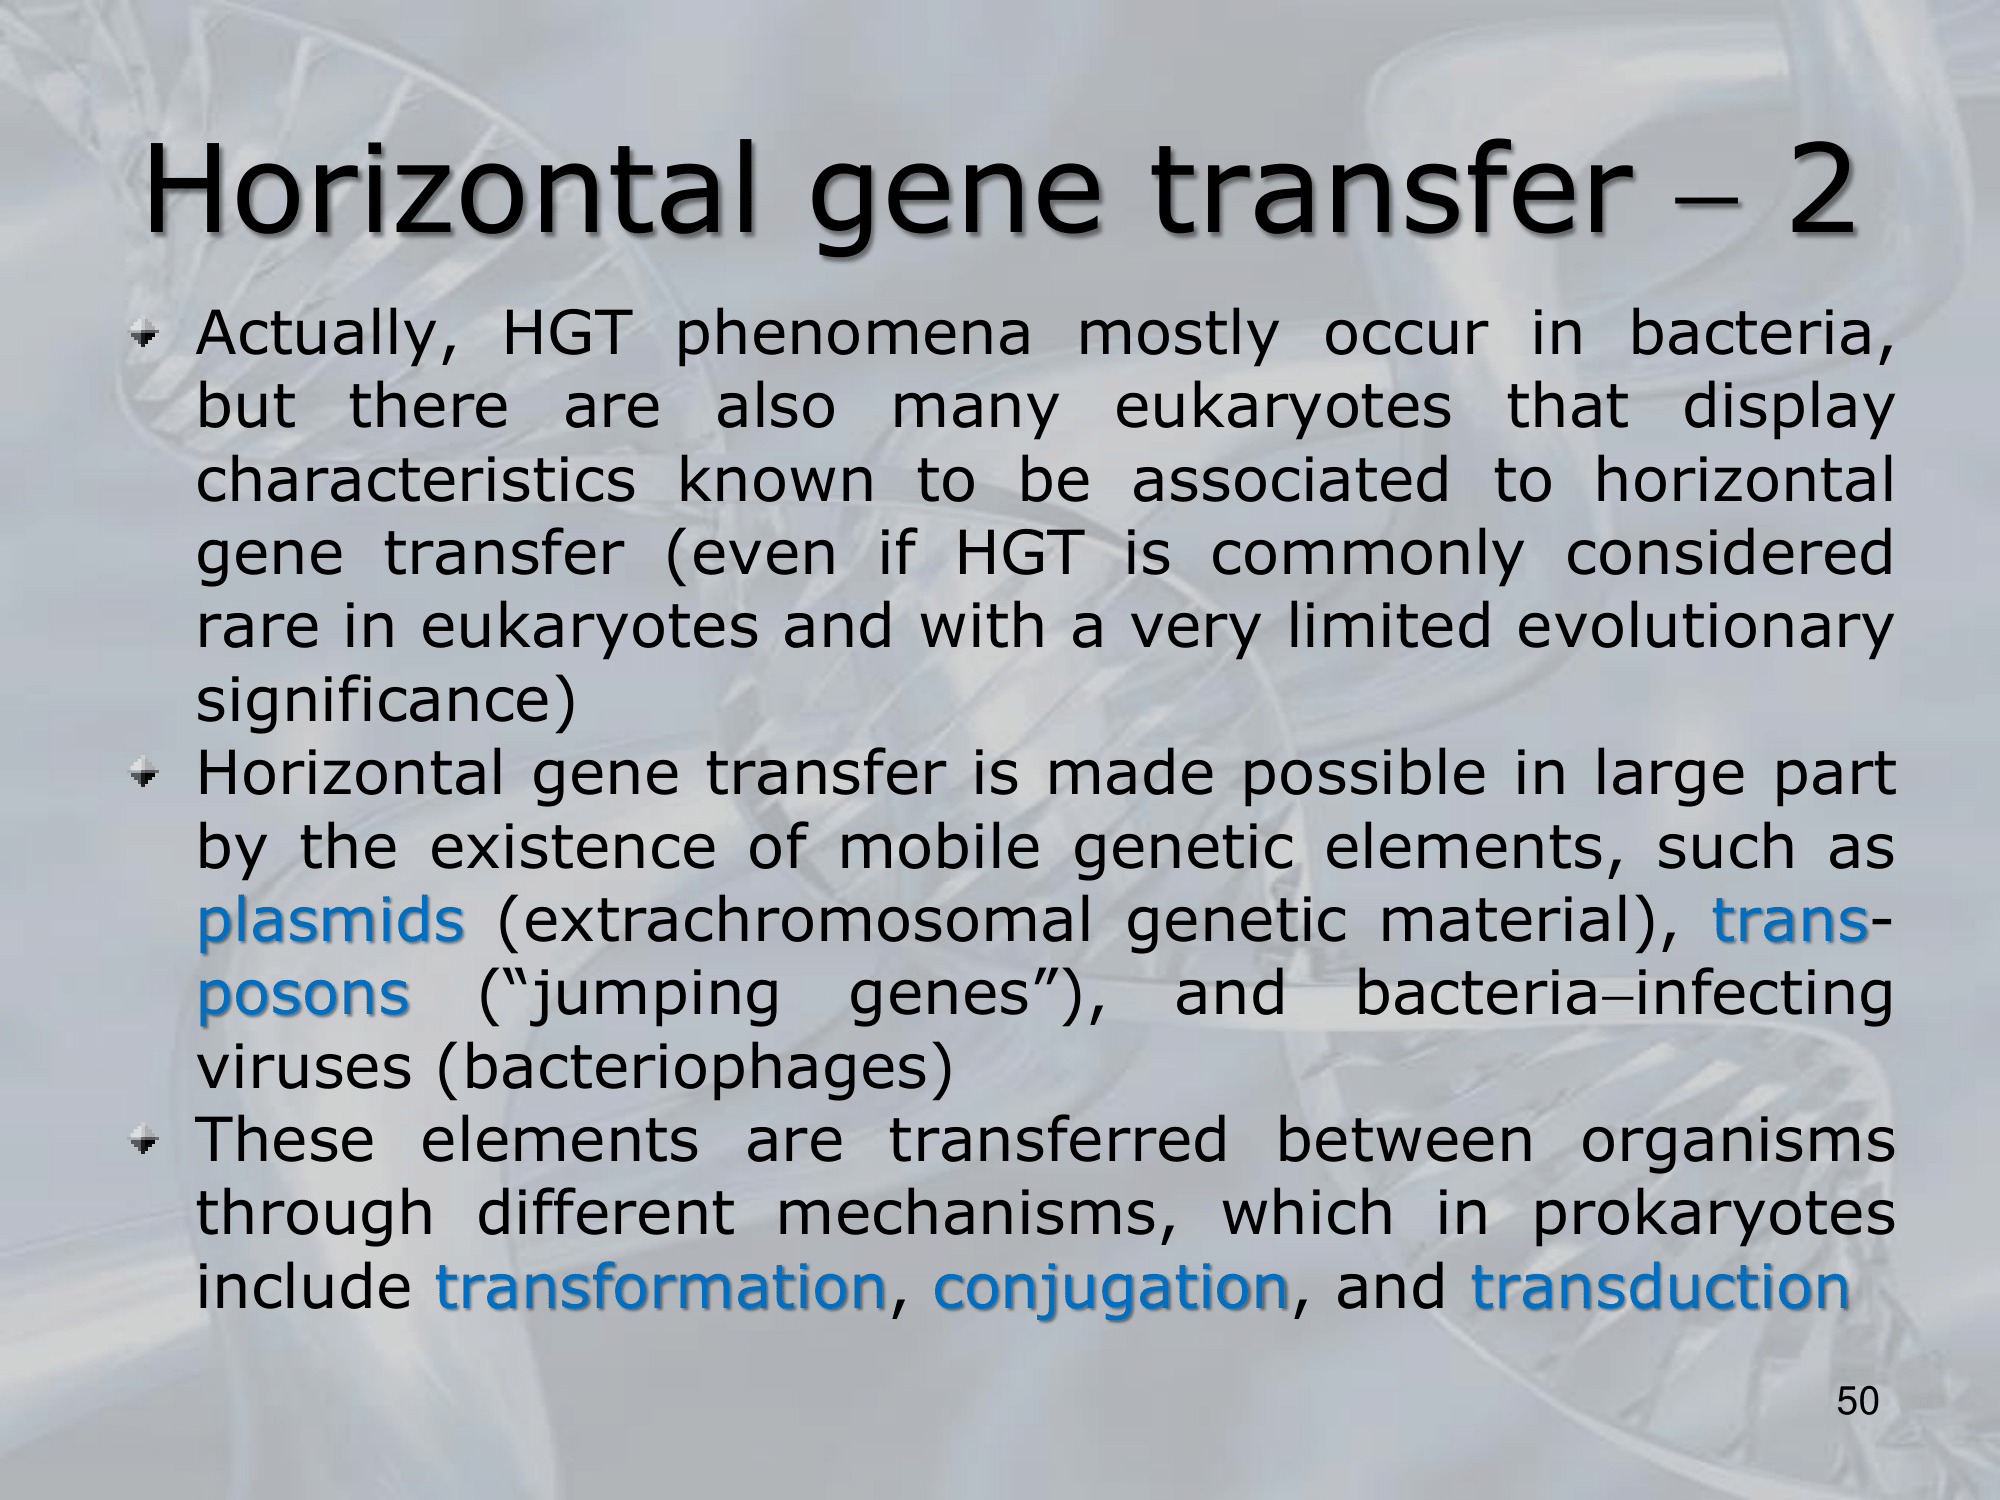 Horizontal gene transfer – 2
Actually, HGT phenomena mostly occur in bacteria,
but there are also many eukaryotes that display
characteristics known to be associated to horizontal
gene transfer (even if HGT is commonly considered
rare in eukaryotes and with a very limited evolutionary
significance)
Horizontal gene transfer is made possible in large part
by the existence of mobile genetic elements, such as
plasmids (extrachromosomal genetic material), trans-
posons (“jumping genes”), and bacteria–infecting
viruses (bacteriophages)
These elements are transferred between organisms
through different mechanisms, which in prokaryotes
include transformation, conjugation, and transduction
50